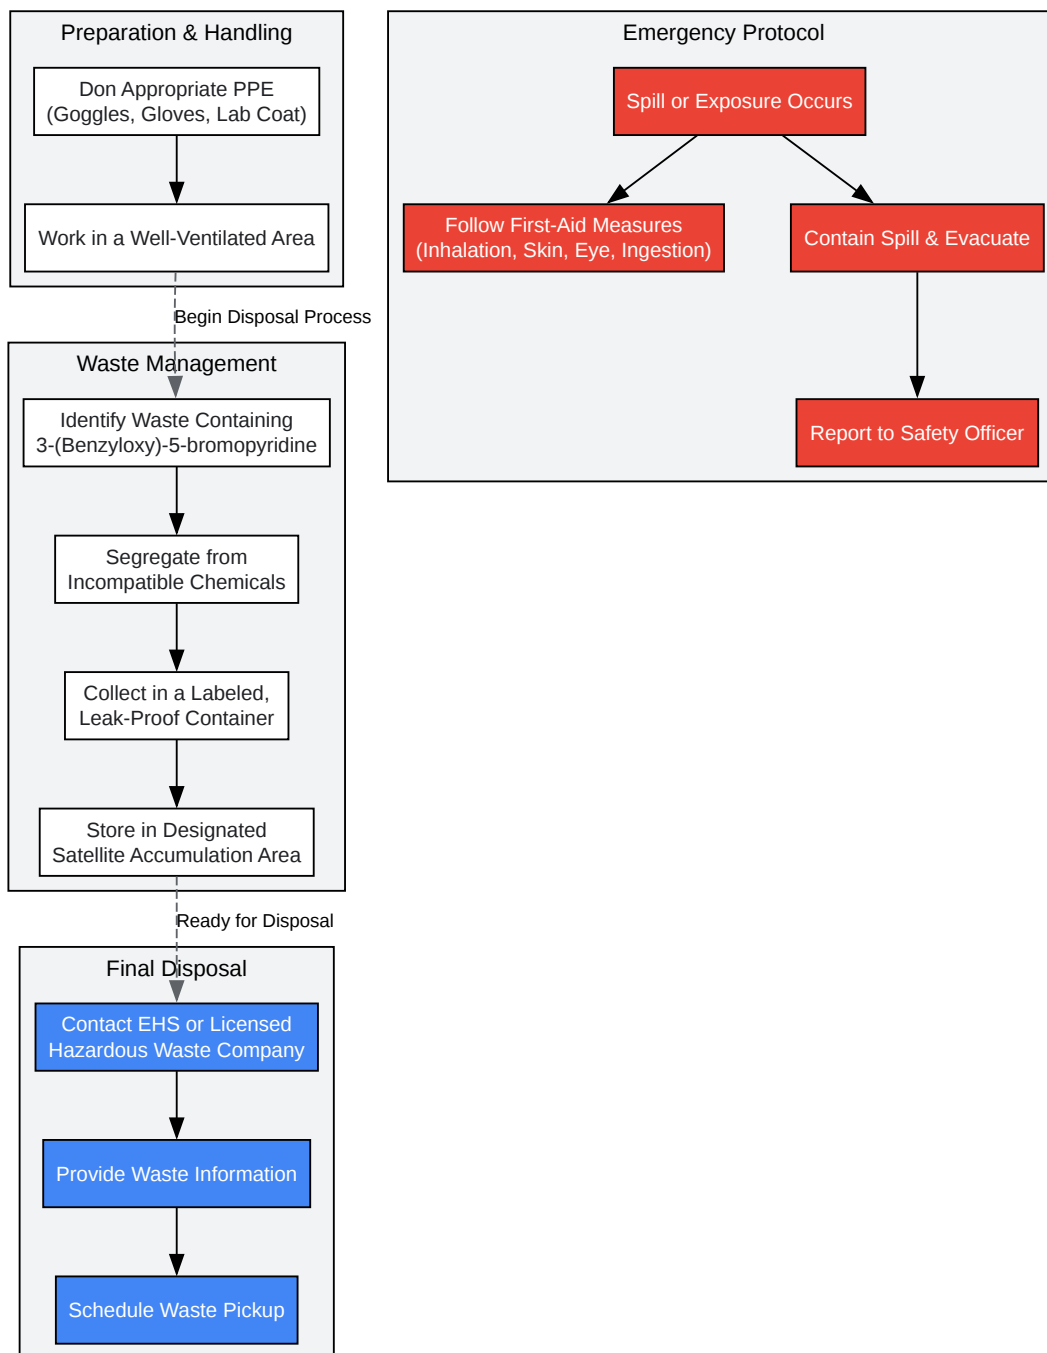 Preparation & Handling
Don Appropriate PPE
(Goggles, Gloves, Lab Coat)
Work in a Well-Ventilated Area
Begin Disposal Process
Waste Management
Identify Waste Containing
3-(Benzyloxy)-5-bromopyridine
Segregate from
Incompatible Chemicals
Collect in a Labeled,
Leak-Proof Container
Store in Designated
Satellite Accumulation Area
Ready for Disposal
Final Disposal
Contact EHS or Licensed
Hazardous Waste Company
Provide Waste Information
Schedule Waste Pickup
Emergency Protocol
Spill or Exposure Occurs
Follow First-Aid Measures
(Inhalation, Skin, Eye, Ingestion)
Contain Spill & Evacuate
Report to Safety Officer